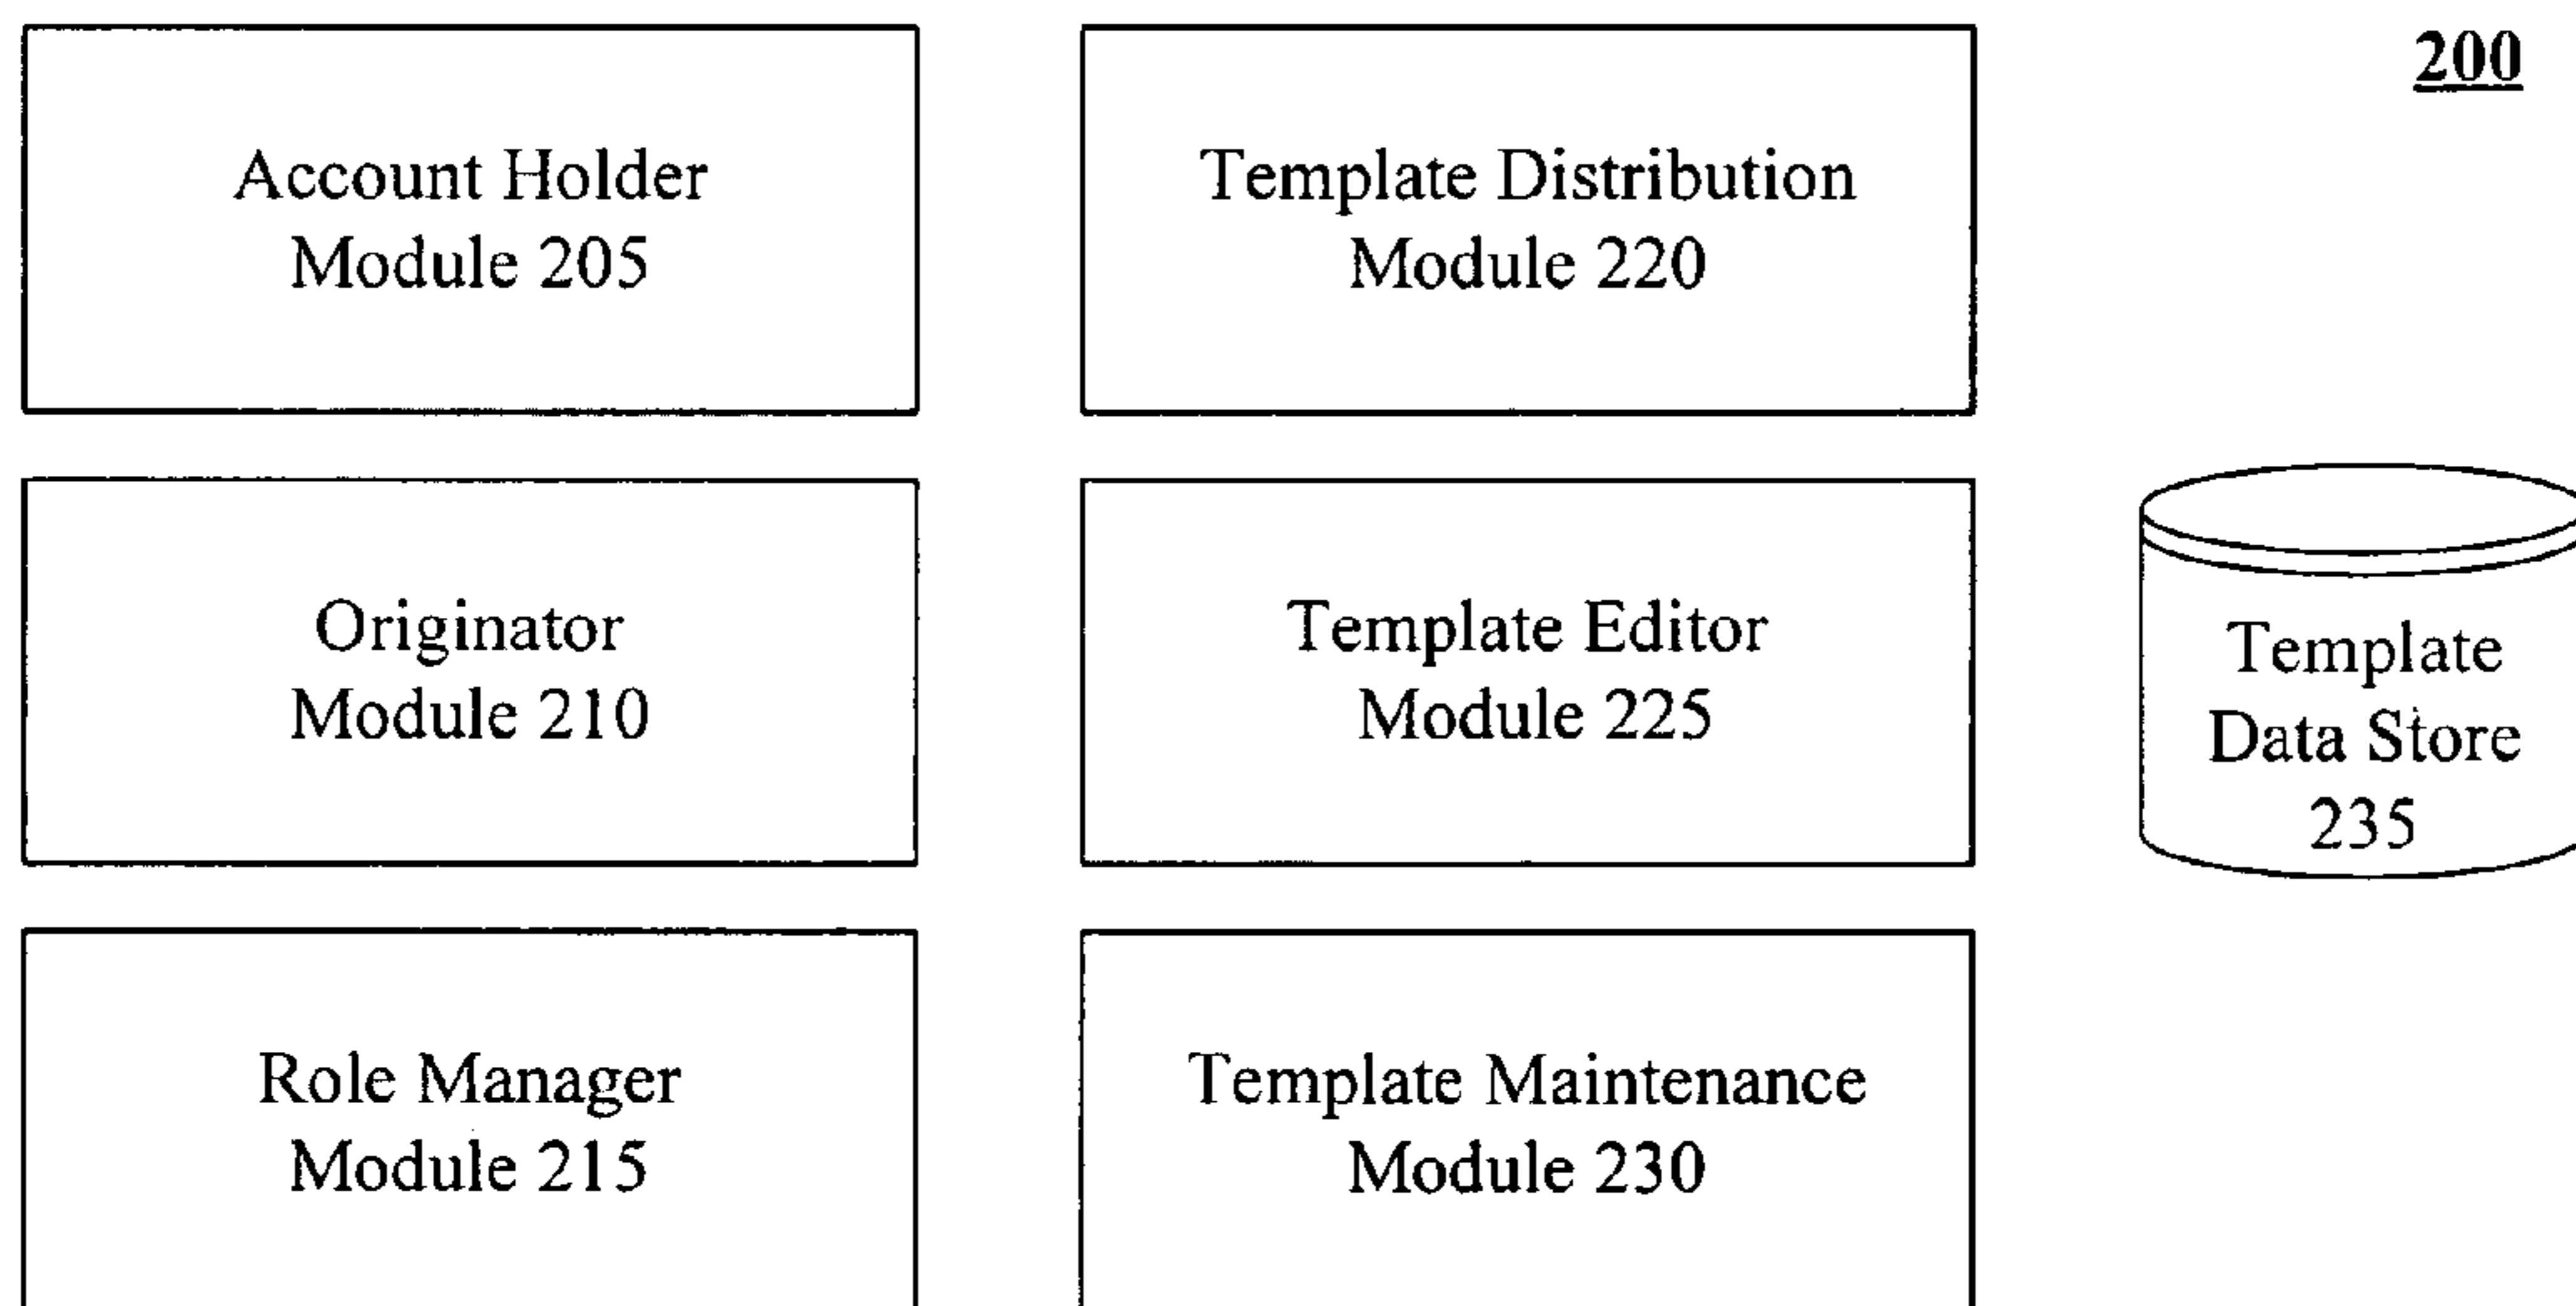 200
Account Holder
Module 205
Template Distribution
Module 220
Originator
Module 210
Template Editor
Module 225
Template
Data Store
235
Role Manager
Module 215
Template Maintenance
Module 230